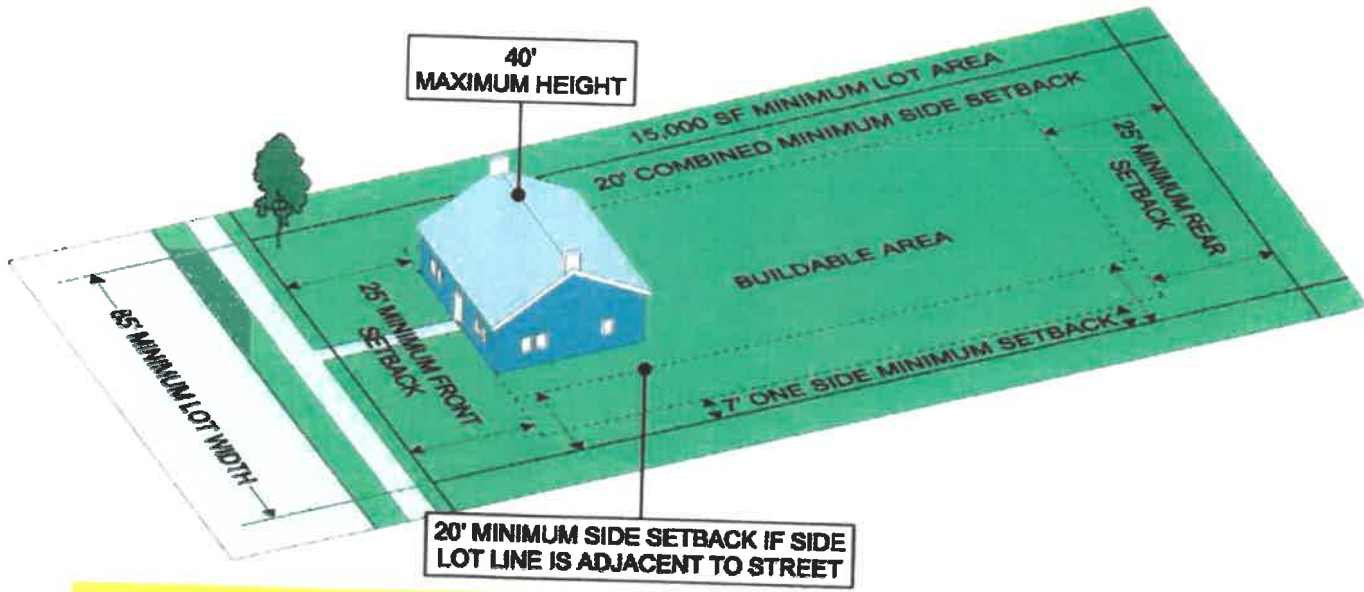 40'
MAXIMUM HEIGHT
15,000 SF MINIMUM LOT AREA
20' COMBINED MINIMUM SIDE SETBACK
25' MINIMUM REAR
SETBACK
BUILDABLE AREA
25' MINIMUM FRONT
SETBACK
85' MINIMUM LOT WIDTH
7' ONE SIDE MINIMUM SETBACK
20' MINIMUM SIDE SETBACK IF SIDE
LOT LINE IS ADJACENT TO STREET